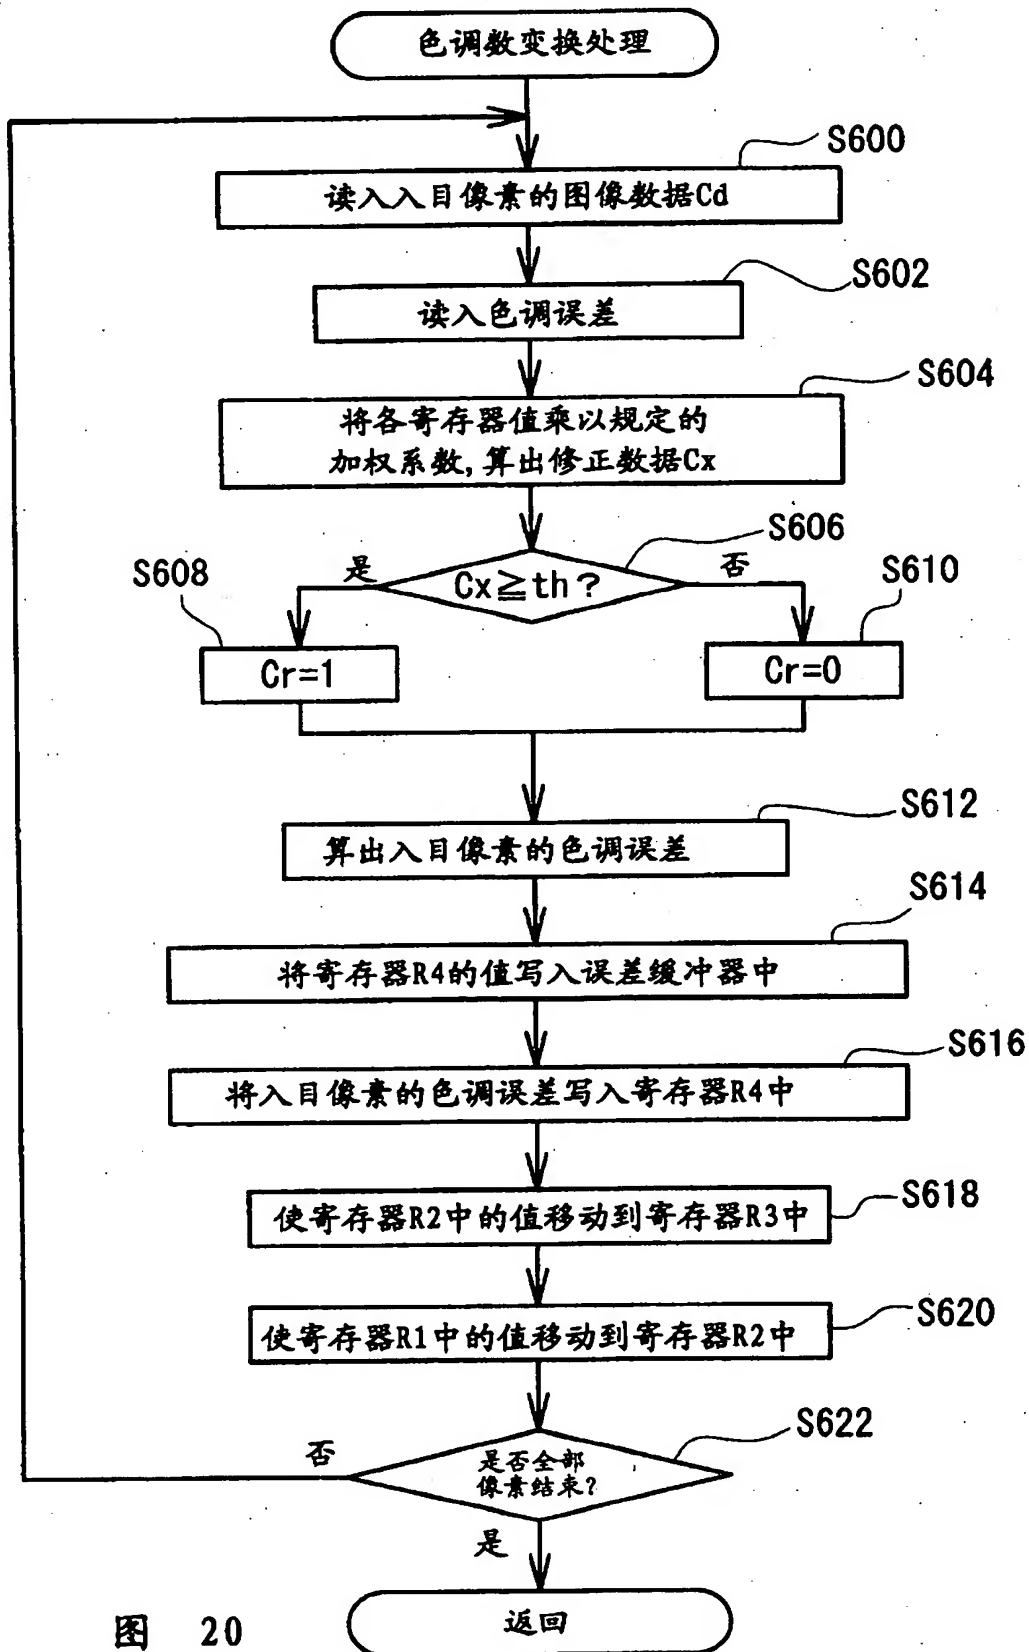 色调数变换处理
S600
读入入目像素的图像数据Cd
S602
读入色调误差
S604
将各寄存器值乘以规定的
加权系数,算出修正数据Cx
S606
是
否
Cx≧th?
S608
S610
Cr=1
Cr=0
S612
算出入目像素的色调误差
S614
将寄存器R4的值写入误差缓冲器中
S616
将入目像素的色调误差写入寄存器R4中
S618
使寄存器R2中的值移动到寄存器R3中
S620
使寄存器R1中的值移动到寄存器R2中
S622
否
是否全部
像素结束?
是
返回
图 20